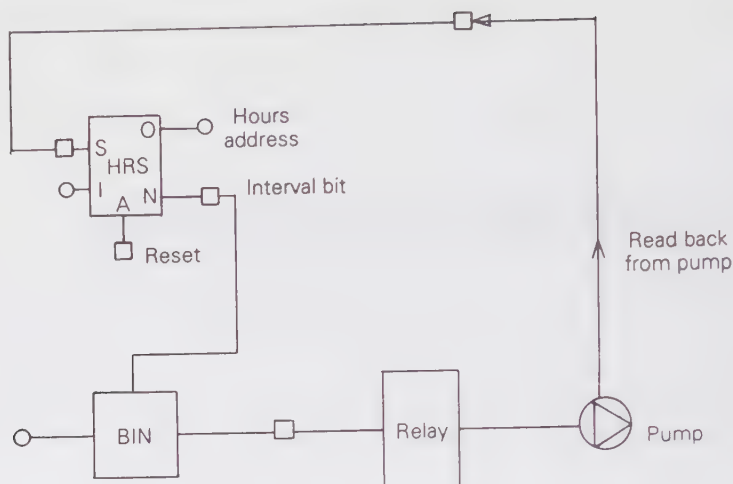 Hours
address
S
O
HRS
I
N
A
Interval bit
Reset
Read back
from pump
BIN
Relay
Pump